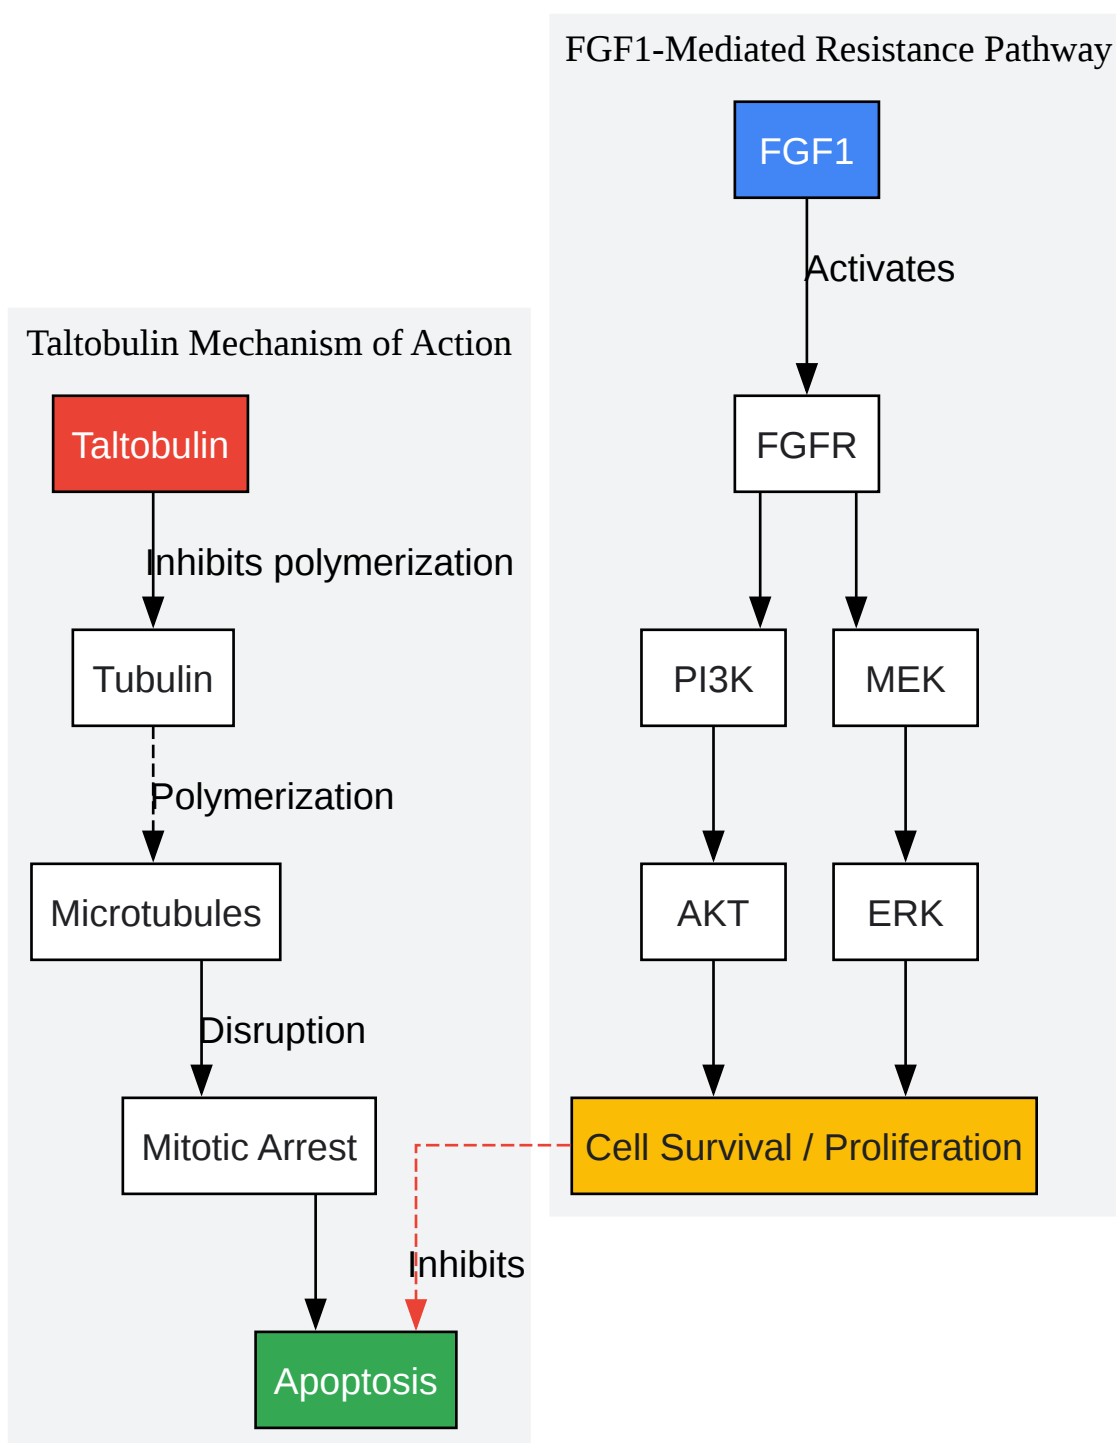 FGF1-Mediated Resistance Pathway
FGF1
Activates
FGFR
PI3K
MEK
AKT
ERK
Cell Survival / Proliferation
Taltobulin Mechanism of Action
Taltobulin
Inhibits polymerization
Tubulin
Polymerization
Microtubules
Disruption
Mitotic Arrest
Inhibits
Apoptosis